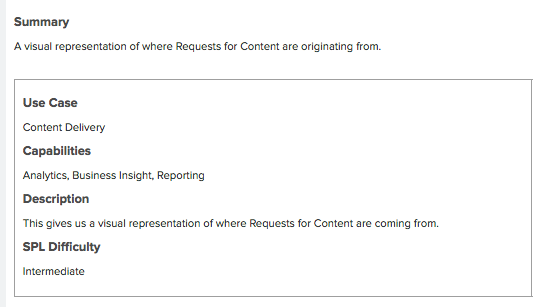 Summary
A visual representation of where Requests for Content are originating from.
Use Case
Content Delivery
Capabilities
Analytics, Business Insight, Reporting
Description
This gives us a visual representation of where Requests for Content are coming from.
SPL Difficulty
Intermediate